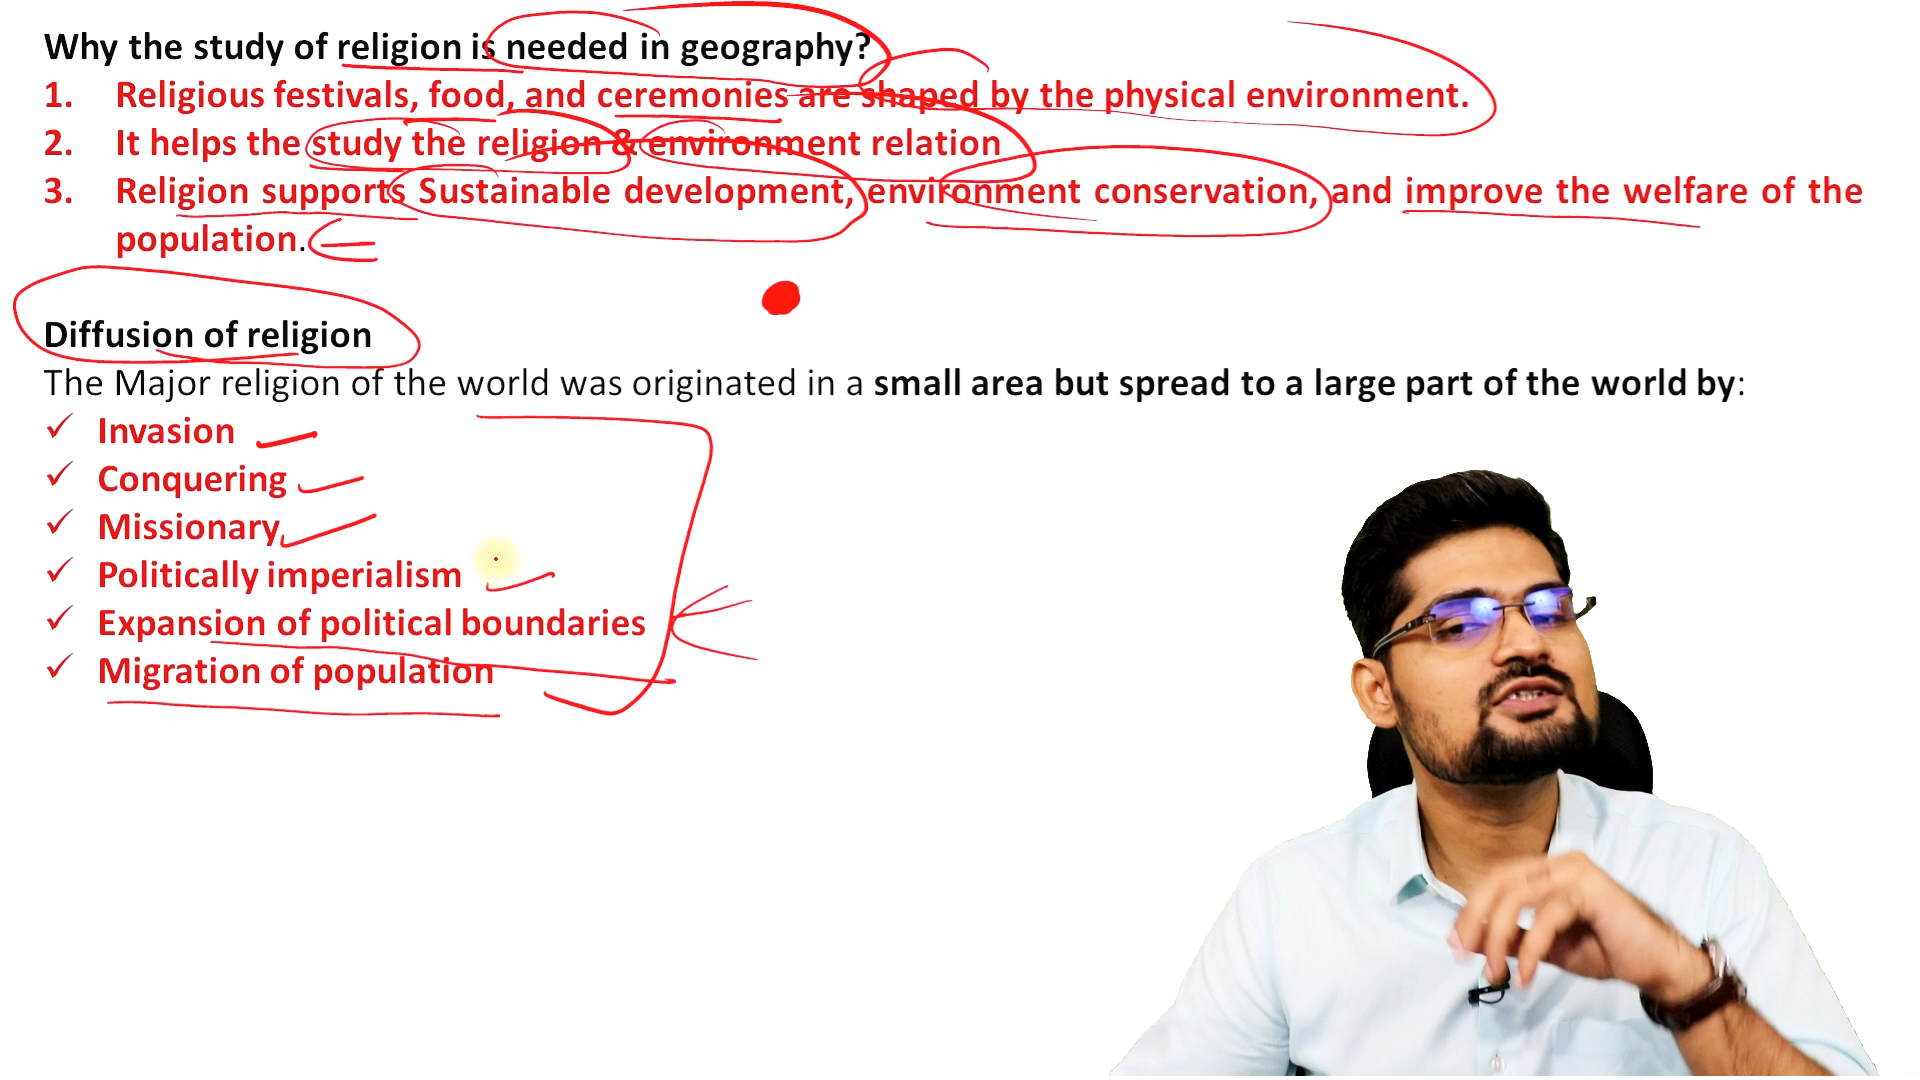 Why the study of religion is needed in geography?
1. Religious festivals, food, and ceremonies are shaped by the physical environment.
2. It helps the study the religion & environment relation
3. Religion supports Sustainable development, environment conservation, and improve the welfare of the
population.
Diffusion of religion
The Major religion of the world was originated in a small area but spread to a large part of the world by:
✓ Invasion
✓ Conquering
✓ Missionary
✓ Politically imperialism
✓ Expansion of political boundaries
✓ Migration of population